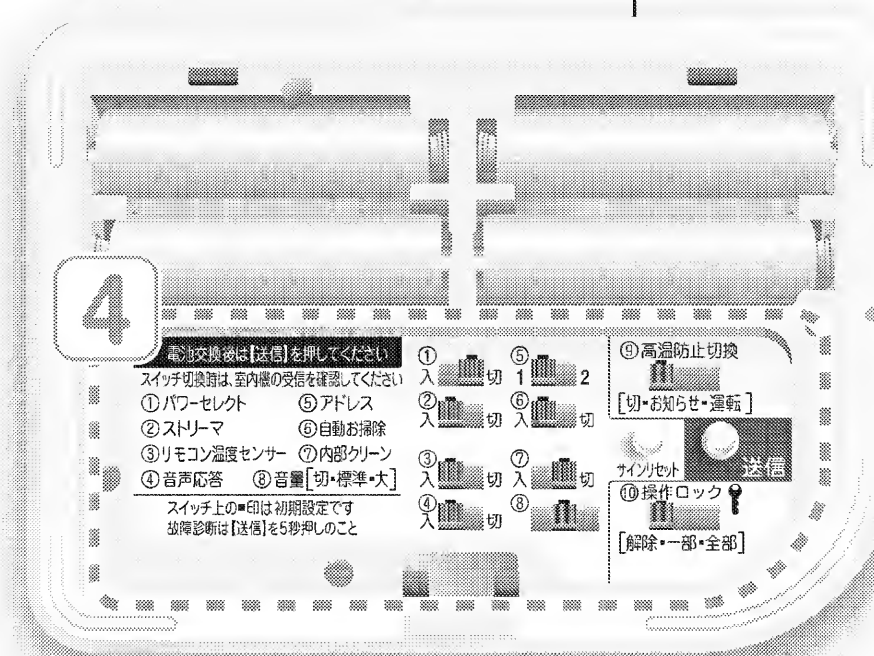 4
電池交換後は【送信】を押してください
スイッチ切換時は、室内機の受信を確認してください
①パワーセレクト ⑤アドレス
②ストリーマ ⑥自動お掃除
③リモコン温度センサー ⑦内部クリーン
④音声応答 ⑧音量[切・標準・大]
スイッチ上の■印は初期設定です
故障診断は【送信】を5秒押しのこと
① 入 切
② 入 切
③ 入 切
④ 入 切
⑤ 1 2
⑥ 入 切
⑦ 入 切
⑧
⑨高温防止切換
[切・お知らせ・運転]
サインリセット
送信
⑩操作ロック
[解除・一部・全部]